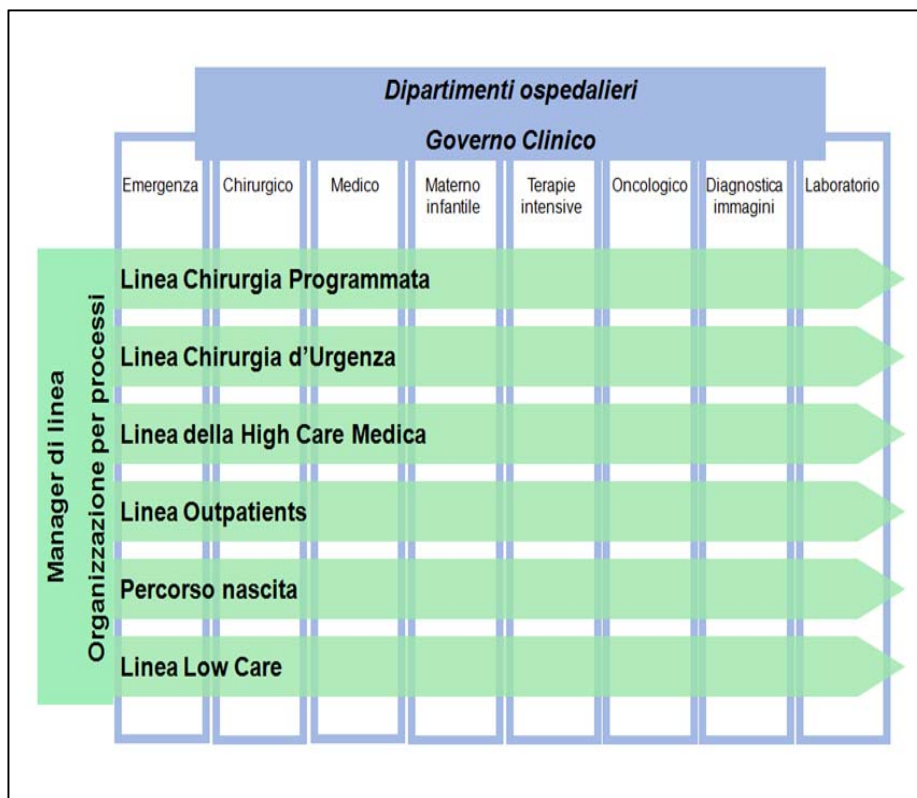 Dipartimenti ospedalieri
Governo Clinico
Emergenza
Chirurgico
Medico
Materno
infantile
Terapie
intensive
Oncologico
Diagnostica
immagini
Laboratorio
Manager di linea
Organizzazione per processi
Linea Chirurgia Programmata
Linea Chirurgia d'Urgenza
Linea della High Care Medica
Linea Outpatients
Percorso nascita
Linea Low Care